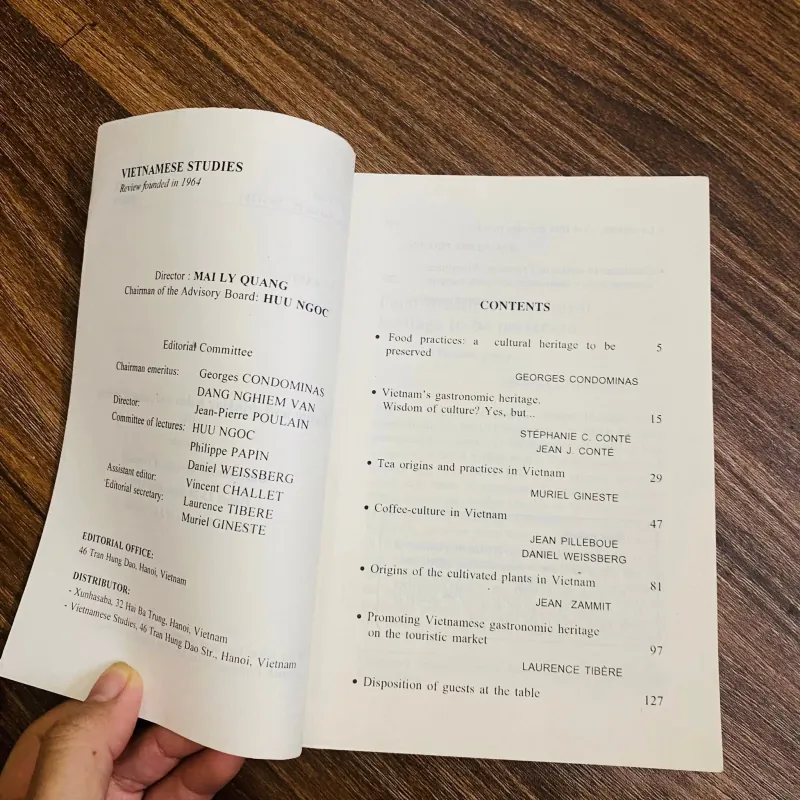 VIETNAMESE STUDIES
Review founded in 1964
Director : MAI LY QUANG
Chairman of the Advisory Board: HUU NGOC
Editorial Committee
Chairman emeritus: Georges CONDOMINAS
DANG NGHIEM VAN
Director: Jean-Pierre POULAIN
Committee of lectures: HUU NGOC
Philippe PAPIN
Daniel WEISSBERG
Assistant editor: Vincent CHALLET
Editorial secretary: Laurence TIBERE
Muriel GINESTE
EDITORIAL OFFICE:
46 Tran Hung Dao, Hanoi, Vietnam
DISTRIBUTOR:
- Xunhasaba, 32 Hai Ba Trung, Hanoi, Vietnam
- Vietnamese Studies, 46 Tran Hung Dao Str., Hanoi, Vietnam
CONTENTS
• Food practices: a cultural heritage to be 5
preserved
GEORGES CONDOMINAS
• Vietnam's gastronomic heritage.
Wisdom of culture? Yes, but... 15
STÉPHANIE C. CONTÉ
JEAN J. CONTÉ
• Tea origins and practices in Vietnam 29
MURIEL GINESTE
• Coffee-culture in Vietnam 47
JEAN PILLEBOUE
DANIEL WEISSBERG
• Origins of the cultivated plants in Vietnam 81
JEAN ZAMMIT
• Promoting Vietnamese gastronomic heritage
on the touristic market 97
LAURENCE TIBÈRE
• Disposition of guests at the table 127